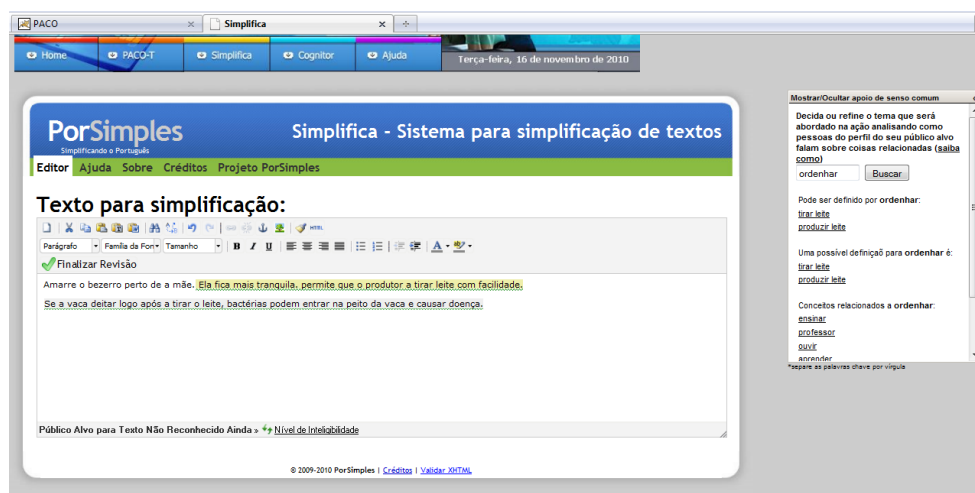 PACO
Simplifica
Home PACO-T Simplifica Cognitor Ajuda
Terça-feira, 16 de novembro de 2010
PorSimples
Simplificando o Português
Simplifica - Sistema para simplificação de textos
Editor Ajuda Sobre Créditos Projeto PorSimples
Texto para simplificação:
HTML
Parágrafo Família da Fon Tamanho B I U A ab
Finalizar Revisão
Amarre o bezerro perto de a mãe. Ela fica mais tranquila. permite que o produtor a tirar leite com facilidade.
Se a vaca deitar logo após a tirar o leite, bactérias podem entrar na peito da vaca e causar doença.
Público Alvo para Texto Não Reconhecido Ainda » Nível de Inteligibilidade
© 2009-2010 PorSimples | Créditos | Validar XHTML
Mostrar/Ocultar apoio de senso comum
Decida ou refine o tema que será
abordado na ação analisando como
pessoas do perfil do seu público alvo
falam sobre coisas relacionadas (saiba
como)
ordenhar Buscar
Pode ser definido por ordenhar:
tirar leite
produzir leite
Uma possível definiçaõ para ordenhar é:
tirar leite
produzir leite
Conceitos relacionados a ordenhar:
ensinar
professor
ouvir
aprender
*separe as palavras chave por vírgula